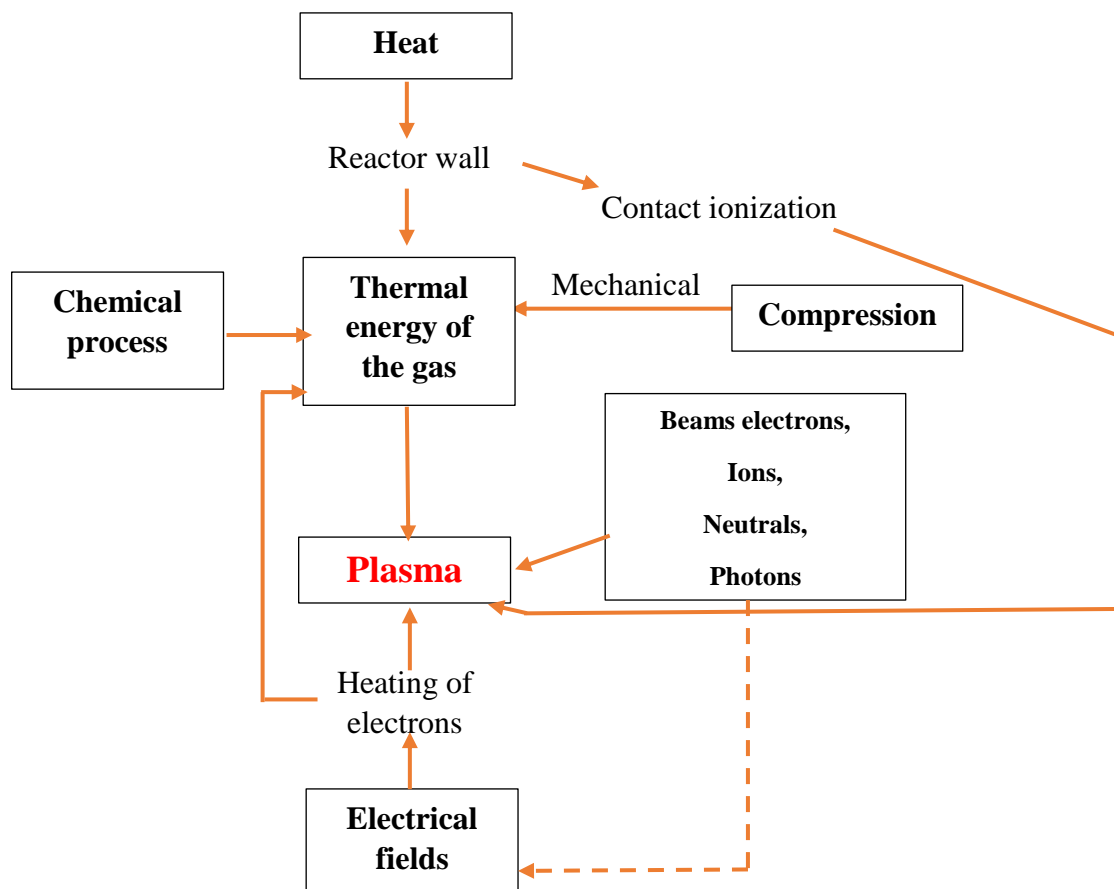 Heat
Reactor wall
Contact ionization
Chemical
process
Thermal
energy of
the gas
Mechanical
Compression
Beams electrons,
Ions,
Neutrals,
Photons
Plasma
Heating of
electrons
Electrical
fields